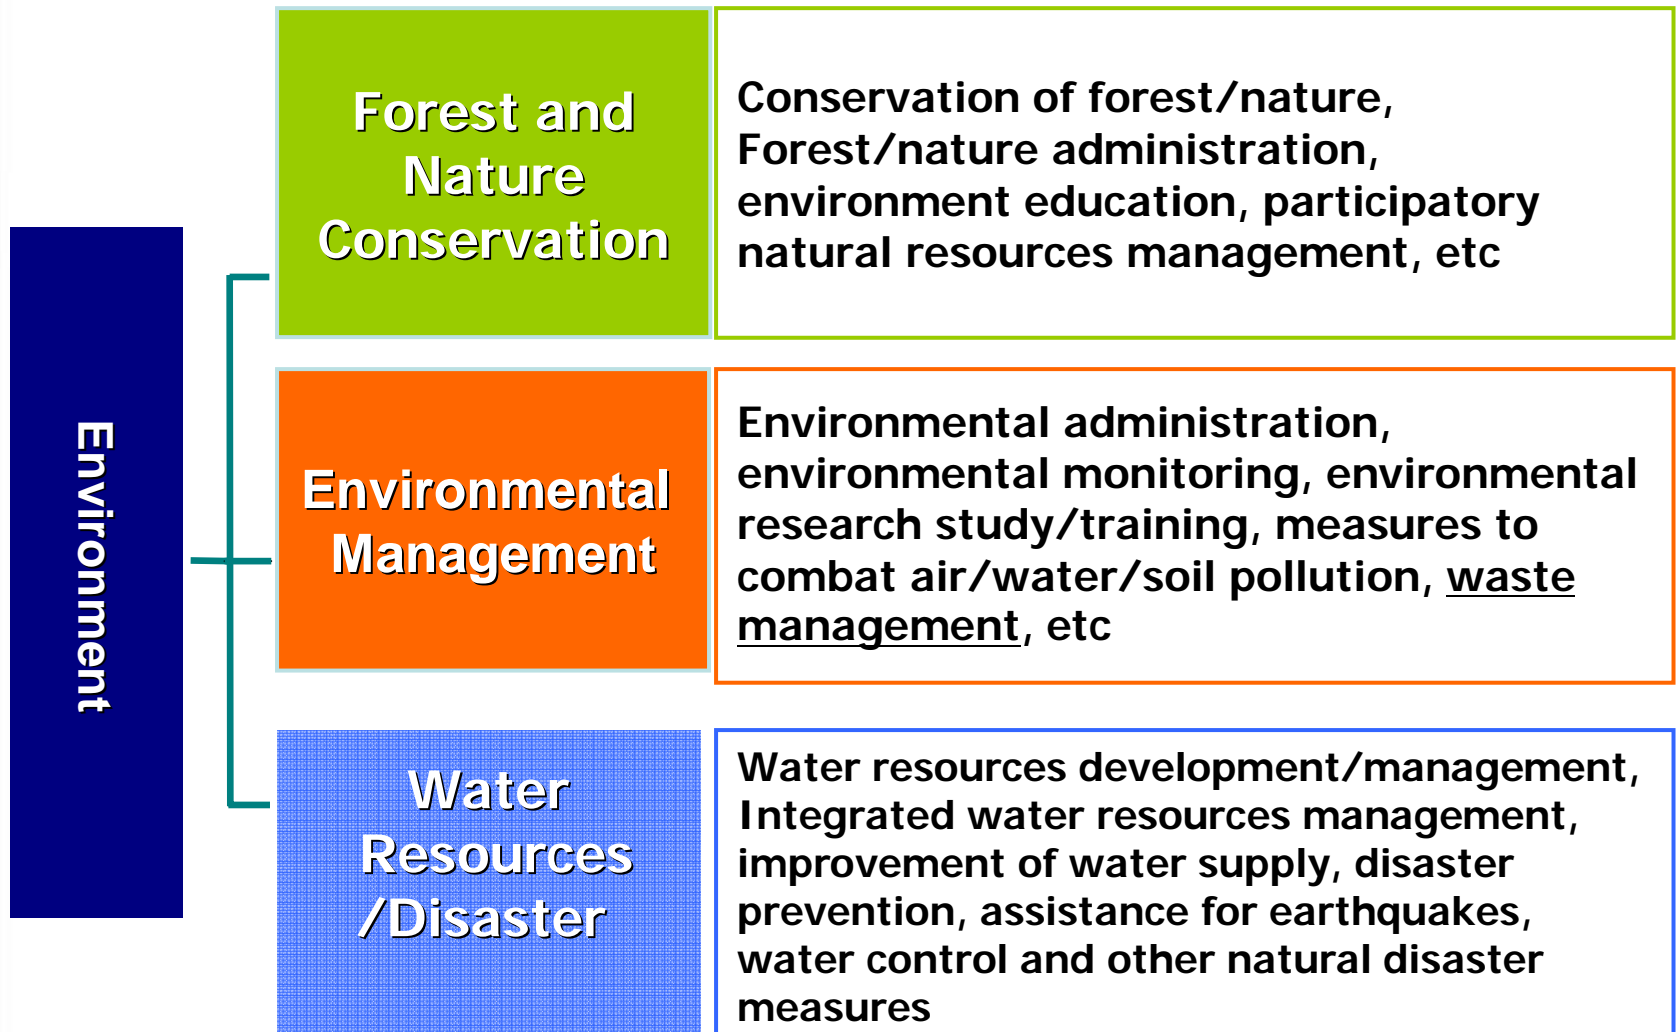 Environment
Forest and
Nature
Conservation
Conservation of forest/nature,
Forest/nature administration,
environment education, participatory
natural resources management, etc
Environmental
Management
Environmental administration,
environmental monitoring, environmental
research study/training, measures to
combat air/water/soil pollution, waste
management, etc
Water
Resources
/Disaster
Water resources development/management,
Integrated water resources management,
improvement of water supply, disaster
prevention, assistance for earthquakes,
water control and other natural disaster
measures